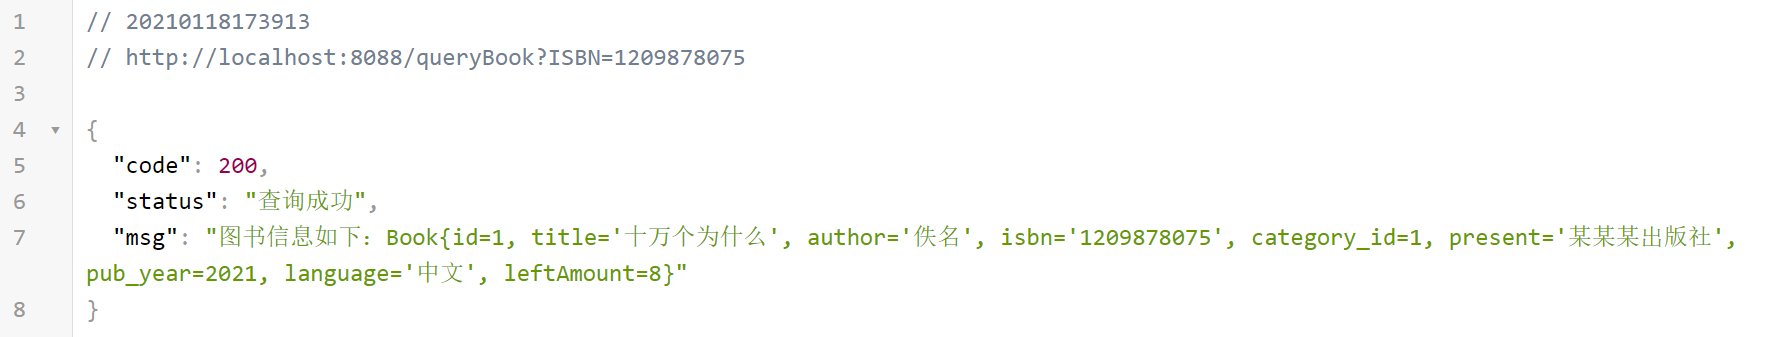 1 // 20210118173913
2 // http://localhost:8088/queryBook?ISBN=1209878075
3
4 {
5 "code": 200,
6 "status": "查询成功",
7 "msg": "图书信息如下：Book{id=1, title='十万个为什么', author='佚名', isbn='1209878075', category_id=1, present='某某某出版社',
pub_year=2021, language='中文', leftAmount=8}"
8 }